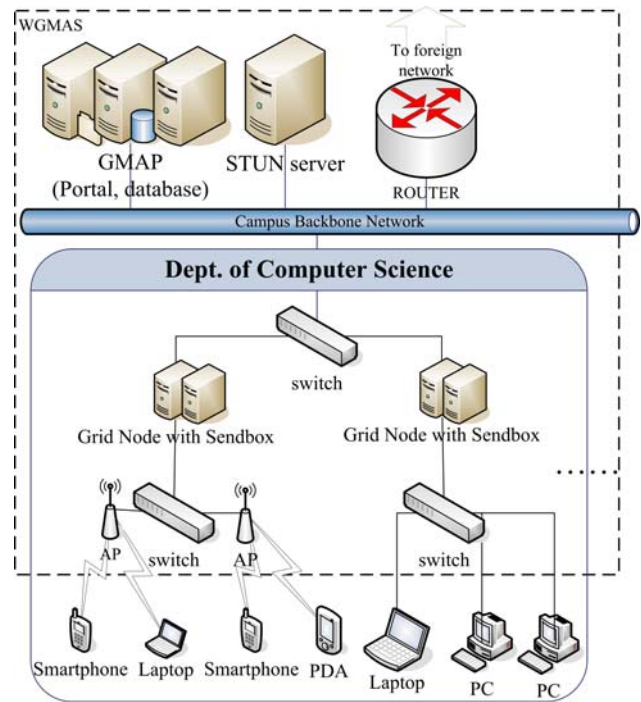 WGMAS
To foreign
network
GMAP
(Portal, database)
STUN server
ROUTER
Campus Backbone Network
Dept. of Computer Science
switch
Grid Node with Sendbox
Grid Node with Sendbox
AP
switch
AP
switch
Smartphone
Laptop
Smartphone
PDA
Laptop
PC
PC